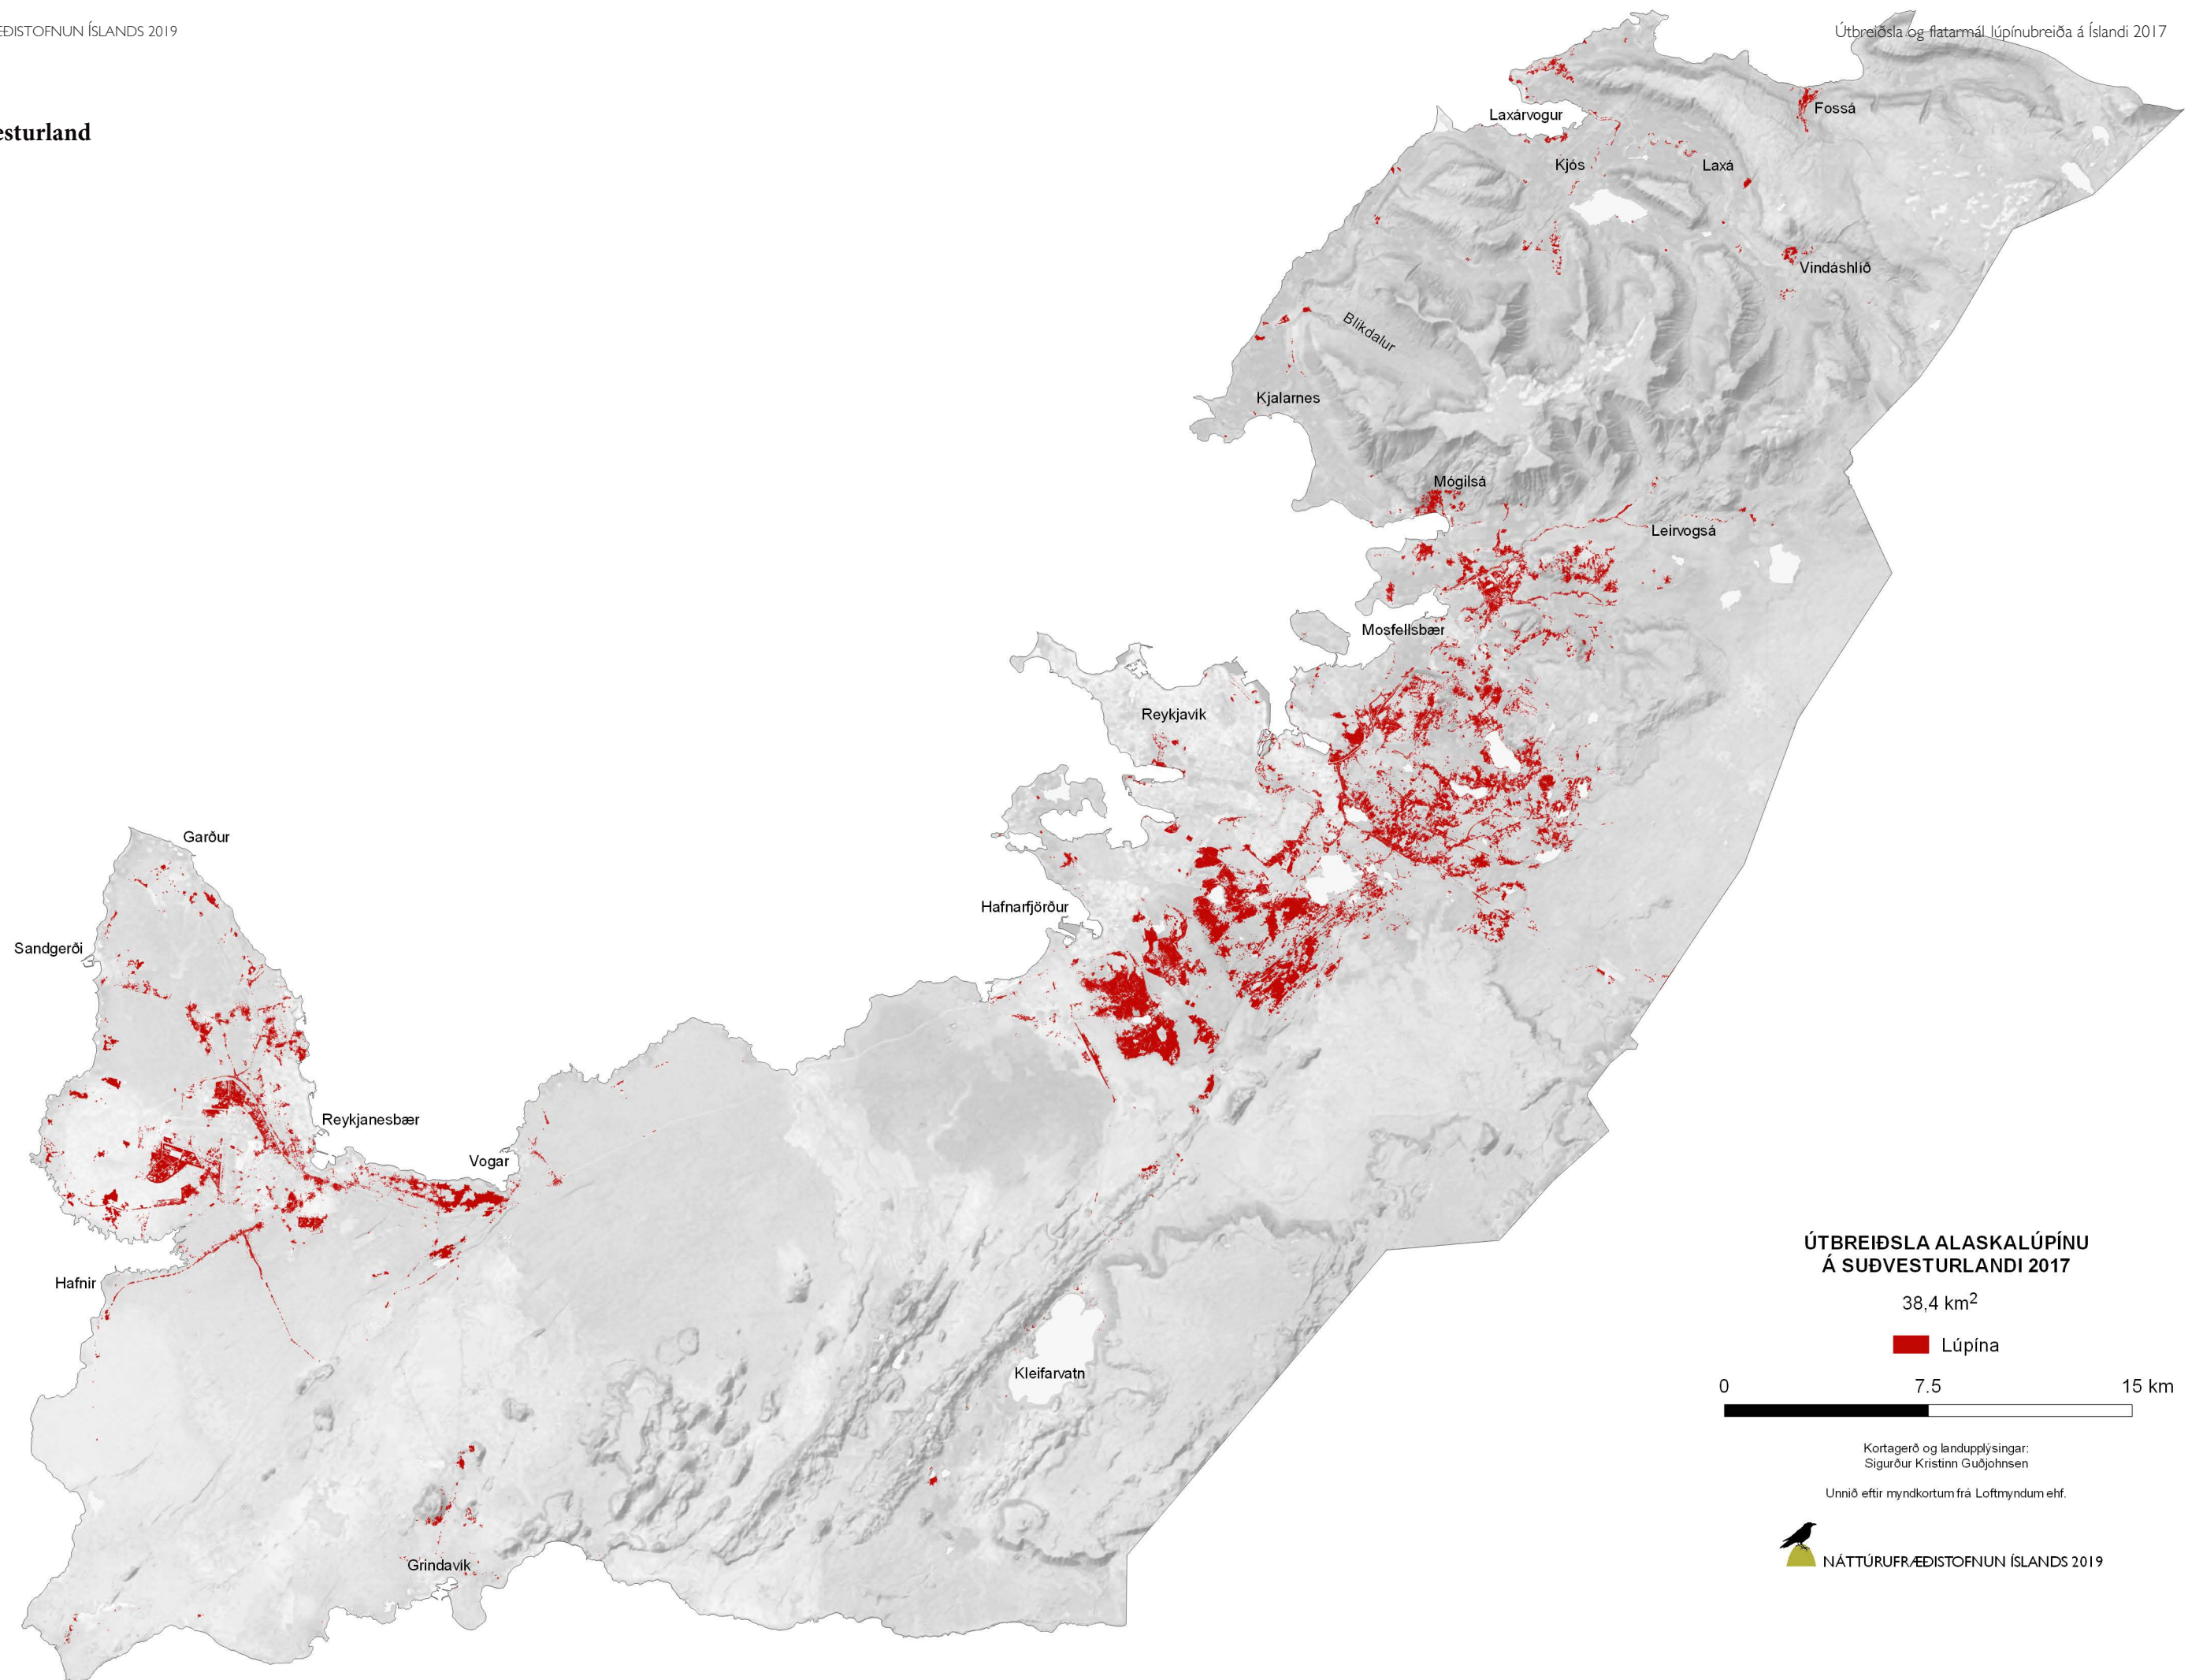 ÆÐISTOFNUN ÍSLANDS 2019
Útbreiðsla og flatarmál lúpínubreiða á Íslandi 2017
esturland
Laxárvogur
Fossá
Kjós
Laxá
Vindáshlíð
Blikdalur
Kjalarnes
Mógilsá
Leirvogsá
Mosfellsbær
Reykjavík
Garður
Hafnarfjörður
Sandgerði
Reykjanesbær
Vogar
Hafnir
Kleifarvatn
Grindavík
ÚTBREIÐSLA ALASKALÚPÍNU
Á SUÐVESTURLANDI 2017
38,4 km²
Lúpína
0 7.5 15 km
Kortagerð og landupplýsingar:
Sigurður Kristinn Guðjohnsen
Unnið eftir myndkortum frá Loftmyndum ehf.
NÁTTÚRUFRÆÐISTOFNUN ÍSLANDS 2019